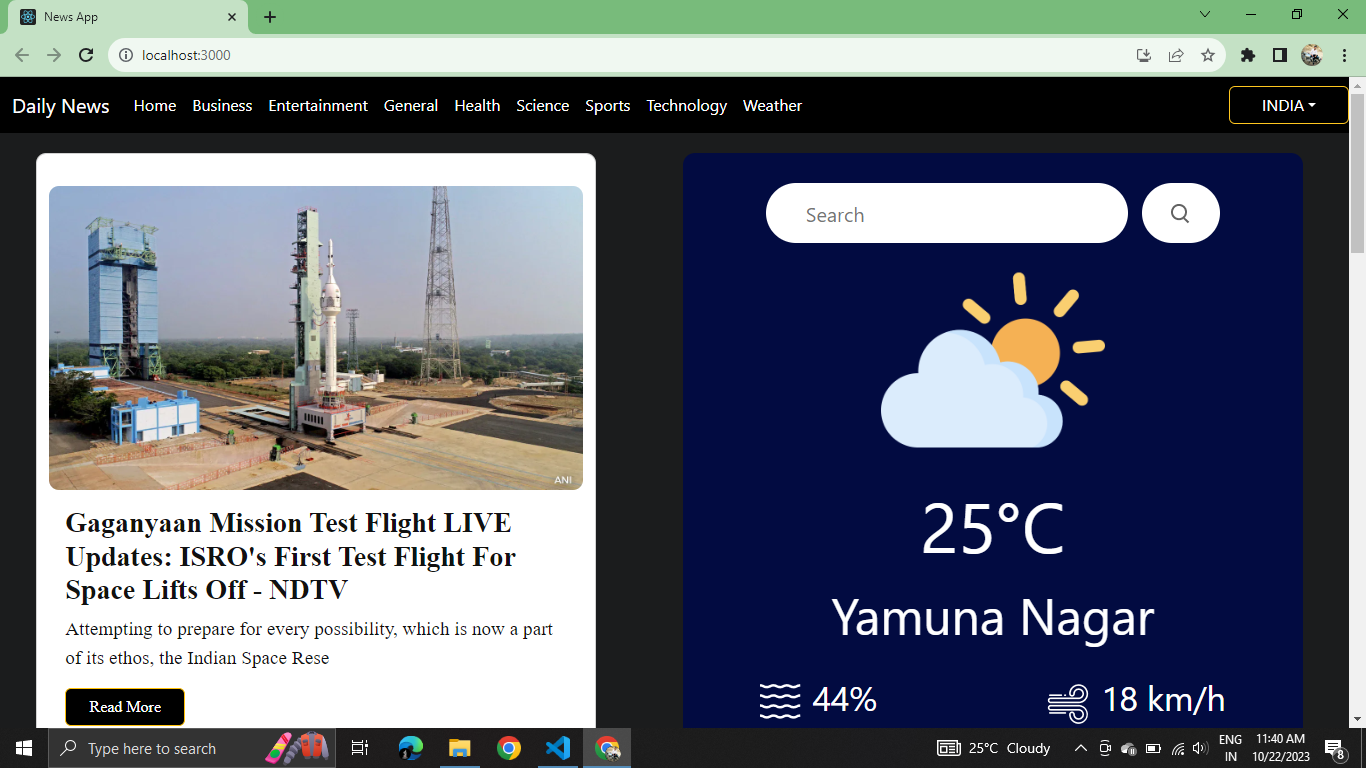 News App
localhost:3000
Daily News Home Business Entertainment General Health Science Sports Technology Weather INDIA
Search
ANI
Gaganyaan Mission Test Flight LIVE
Updates: ISRO's First Test Flight For
Space Lifts Off - NDTV
Attempting to prepare for every possibility, which is now a part
of its ethos, the Indian Space Rese
Read More
25°C
Yamuna Nagar
44% 18 km/h
Type here to search
25°C Cloudy
ENG
IN
11:40 AM
10/22/2023
8